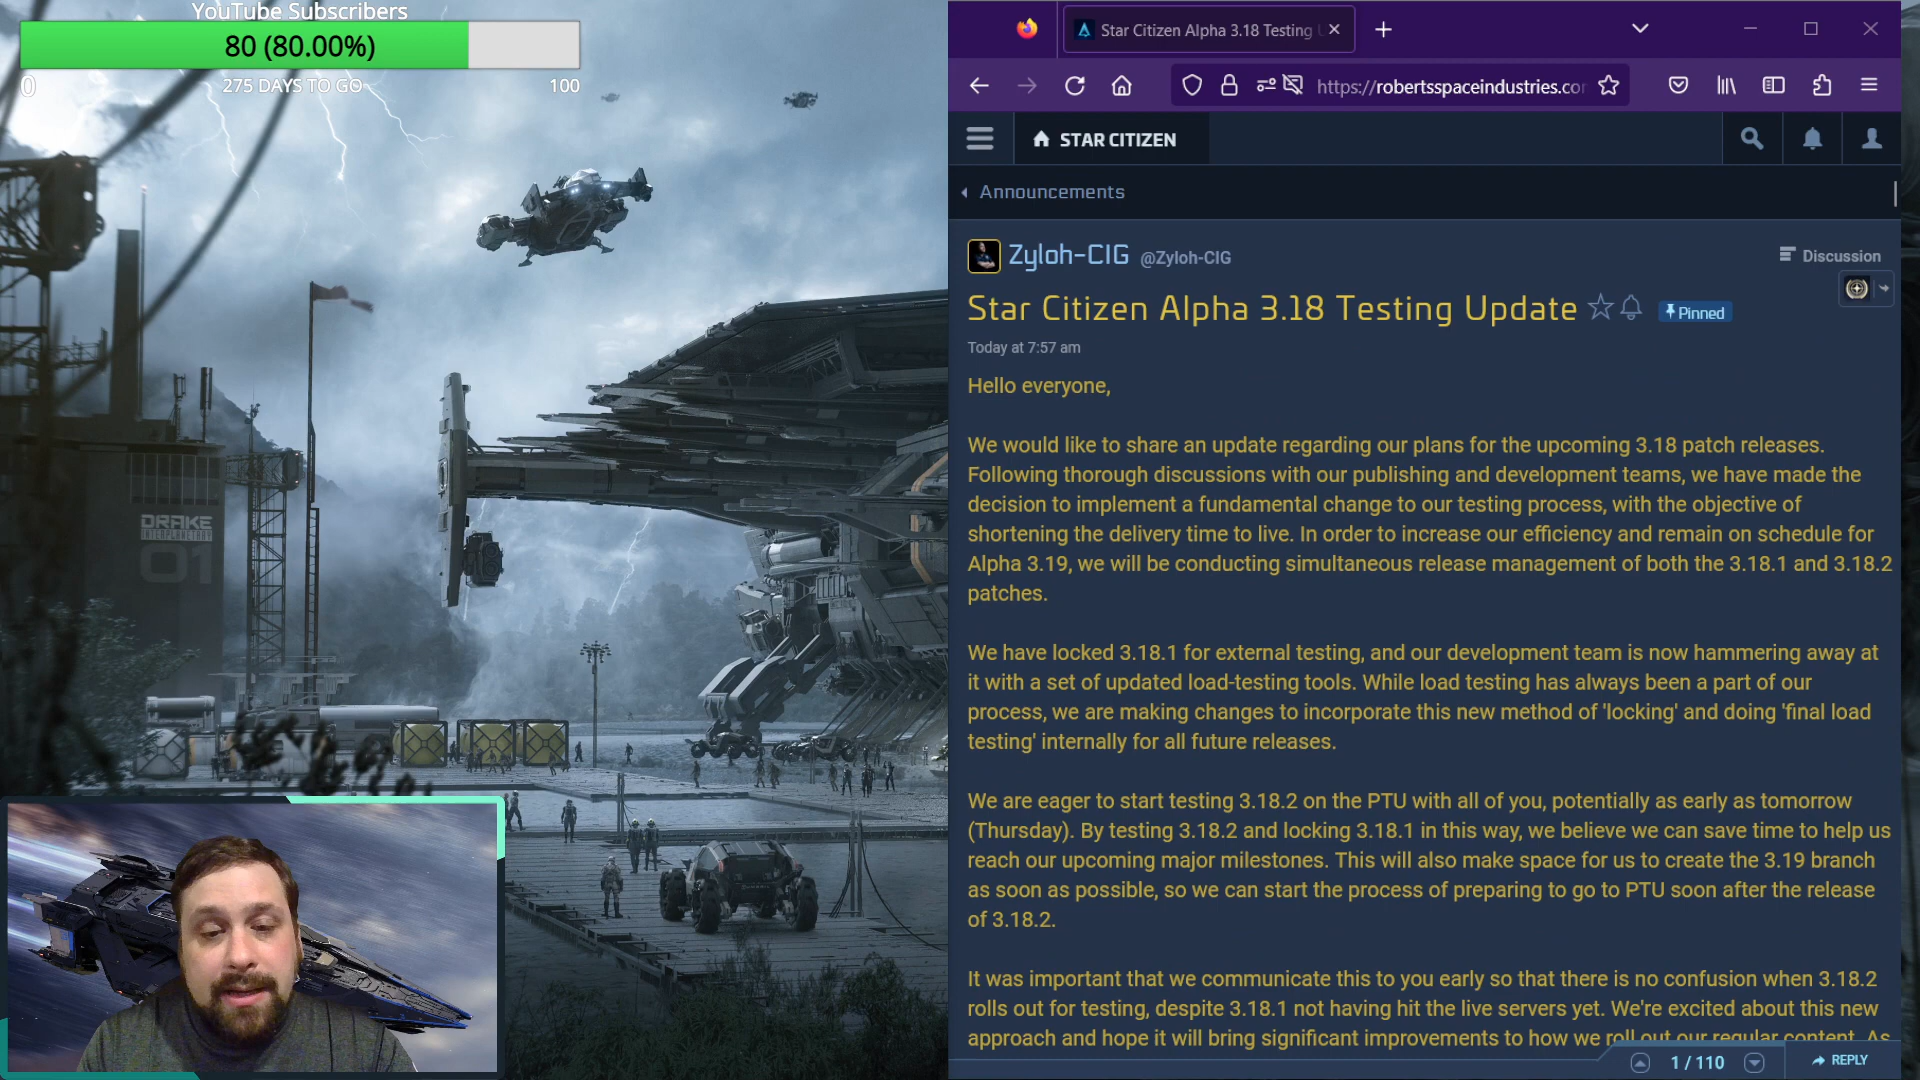 YouTube Subscribers
80 (80.00%)
0
275 DAYS TO GO
100
DRAKE
INTERPLANETARY
01
Star Citizen Alpha 3.18 Testing
https://robertsspaceindustries.co
STAR CITIZEN
Announcements
Zyloh-CIG @Zyloh-CIG
Discussion
Star Citizen Alpha 3.18 Testing Update
Pinned
Today at 7:57 am
Hello everyone,
We would like to share an update regarding our plans for the upcoming 3.18 patch releases.
Following thorough discussions with our publishing and development teams, we have made the
decision to implement a fundamental change to our testing process, with the objective of
shortening the delivery time to live. In order to increase our efficiency and remain on schedule for
Alpha 3.19, we will be conducting simultaneous release management of both the 3.18.1 and 3.18.2
patches.
We have locked 3.18.1 for external testing, and our development team is now hammering away at
it with a set of updated load-testing tools. While load testing has always been a part of our
process, we are making changes to incorporate this new method of 'locking' and doing 'final load
testing' internally for all future releases.
We are eager to start testing 3.18.2 on the PTU with all of you, potentially as early as tomorrow
(Thursday). By testing 3.18.2 and locking 3.18.1 in this way, we believe we can save time to help us
reach our upcoming major milestones. This will also make space for us to create the 3.19 branch
as soon as possible, so we can start the process of preparing to go to PTU soon after the release
of 3.18.2.
It was important that we communicate this to you early so that there is no confusion when 3.18.2
rolls out for testing, despite 3.18.1 not having hit the live servers yet. We're excited about this new
approach and hope it will bring significant improvements to how we roll out our regular content. As
1 / 110
REPLY